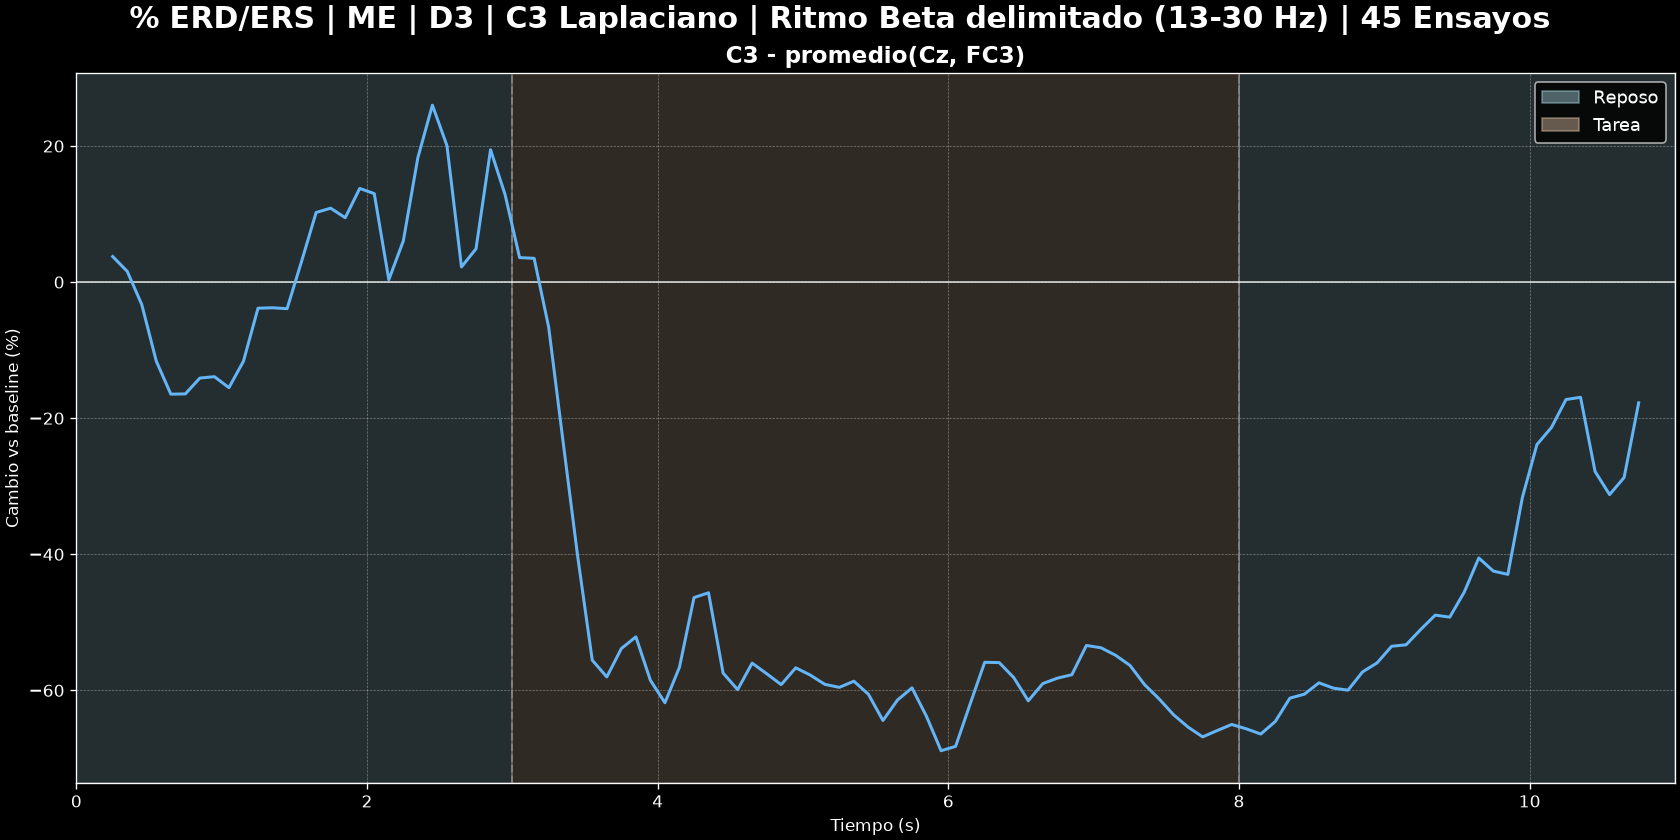 % ERD/ERS | ME | D3 | C3 Laplaciano | Ritmo Beta delimitado (13-30 Hz) | 45 Ensayos
C3 - promedio(Cz, FC3)
Reposo
Tarea
Cambio vs baseline (%)
20
0
−20
−40
−60
0 2 4 6 8 10
Tiempo (s)